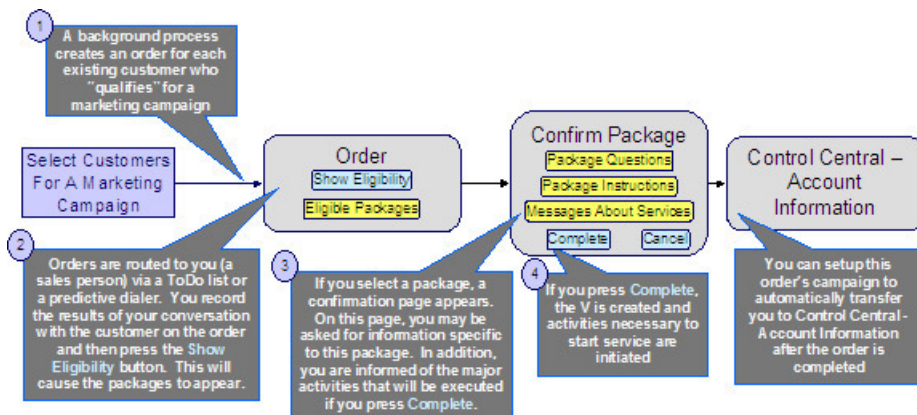 1
A background process
creates an order for each
existing customer who
"qualifies" for a
marketing campaign
Select Customers
For A Marketing
Campaign
Order
Show Eligibility
Eligible Packages
Confirm Package
Package Questions
Package Instructions
Messages About Services
Complete
Cancel
Control Central –
Account
Information
2
Orders are routed to you (a
sales person) via a ToDo list or
a predictive dialer. You record
the results of your conversation
with the customer on the order
and then press the Show
Eligibility button. This will
cause the packages to appear.
3
If you select a package, a
confirmation page appears.
On this page, you may be
asked for information specific
to this package. In addition,
you are informed of the major
activities that will be executed
if you press Complete.
4
If you press Complete,
the V is created and
activities necessary to
start service are
initiated
You can setup this
order's campaign to
automatically transfer
you to Control Central -
Account Information
after the order is
completed